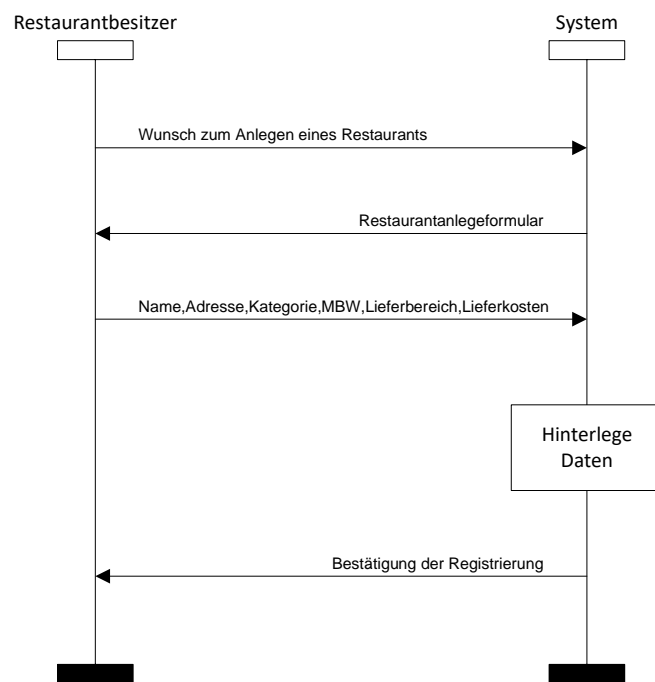 Restaurantbesitzer
System
Wunsch zum Anlegen eines Restaurants
Restaurantanlegeformular
Name,Adresse,Kategorie,MBW,Lieferbereich,Lieferkosten
Hinterlege
Daten
Bestätigung der Registrierung